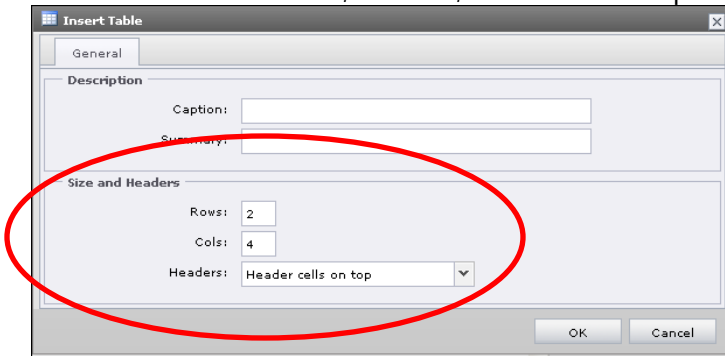 Insert Table
General
Description
Caption:
Summary:
Size and Headers
Rows: 2
Cols: 4
Headers: Header cells on top
OK Cancel